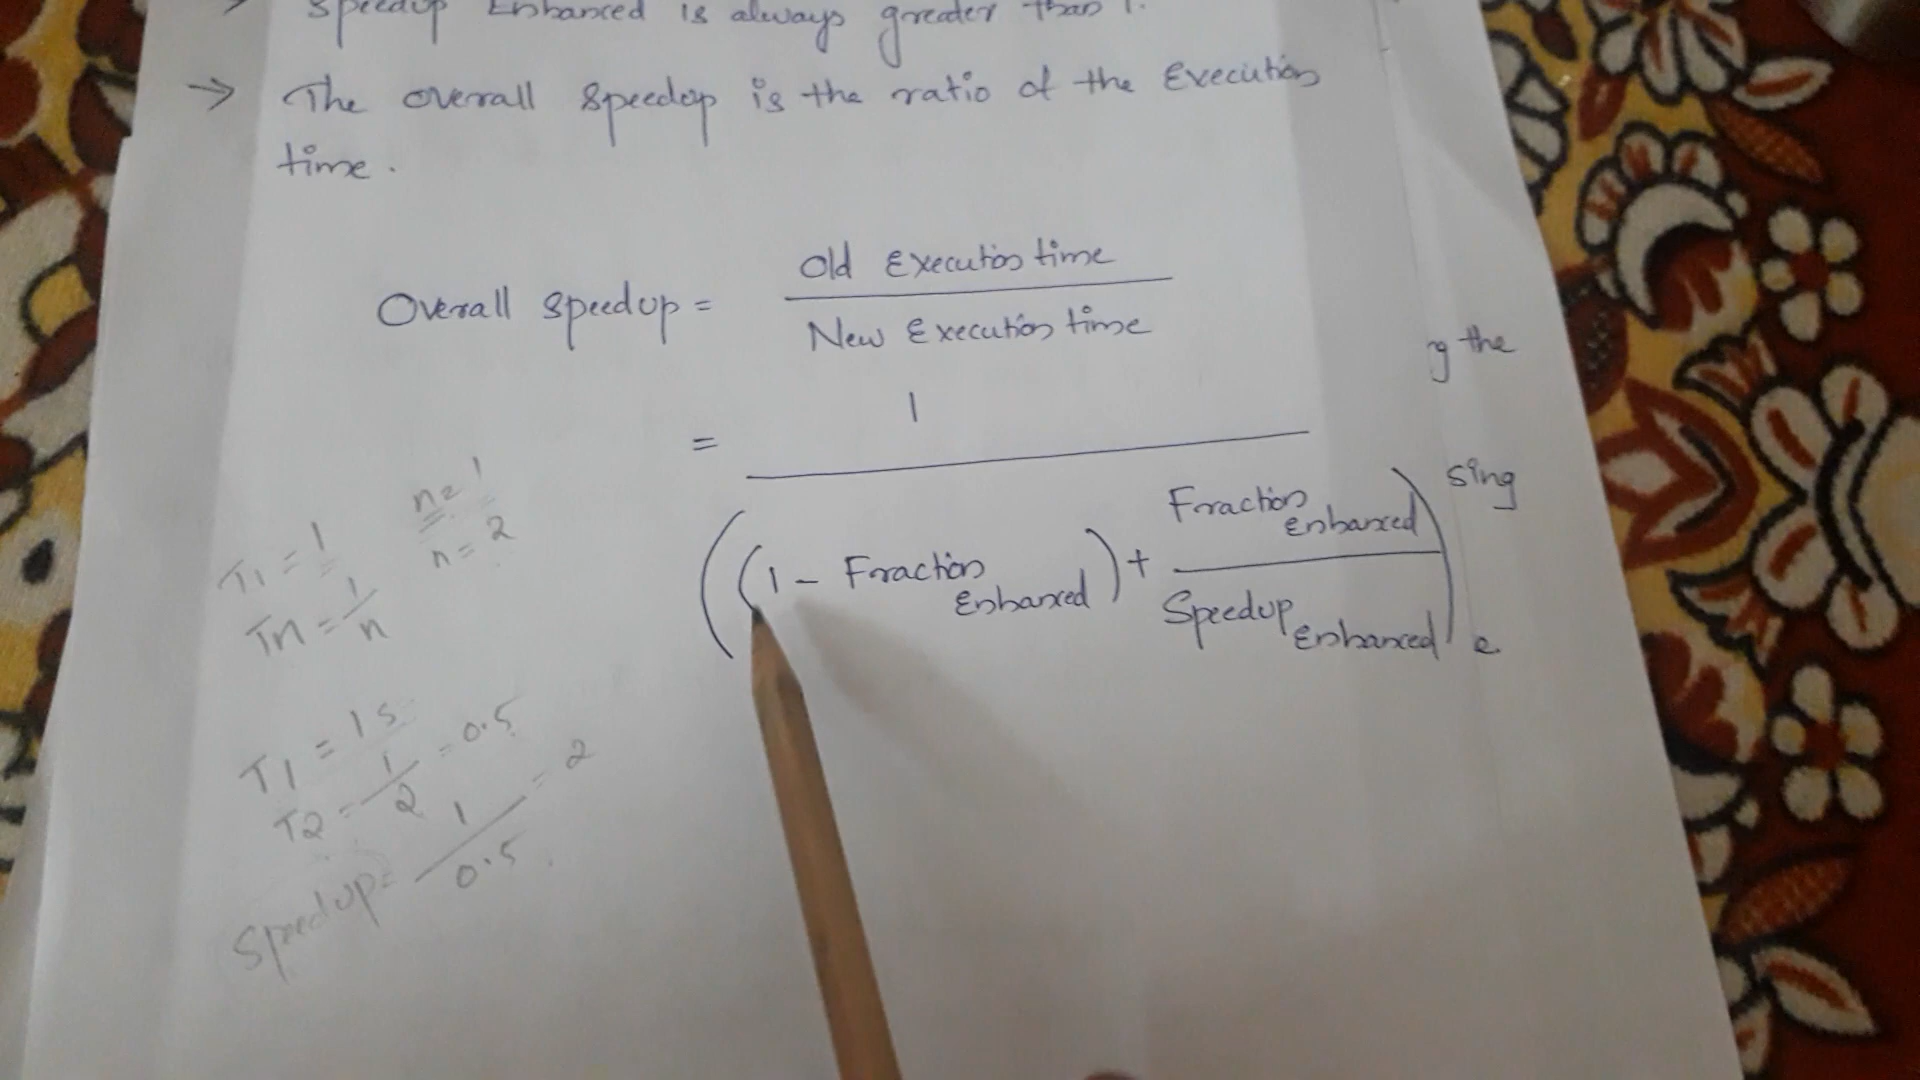 Speedup Enhanced is always greater than 1.
→ The overall speedup is the ratio of the Execution
time.
Overall speedup = Old Execution time / New Execution time
= 1 / ((1 - Fraction Enhanced) + Fraction Enhanced / Speedup Enhanced)
g the
sing
e
T1 = 1
n = 1
Tn = 1/n
n = 2
T1 = 1s
T2 = 1/2 = 0.5
Speedup = 1/0.5 = 2